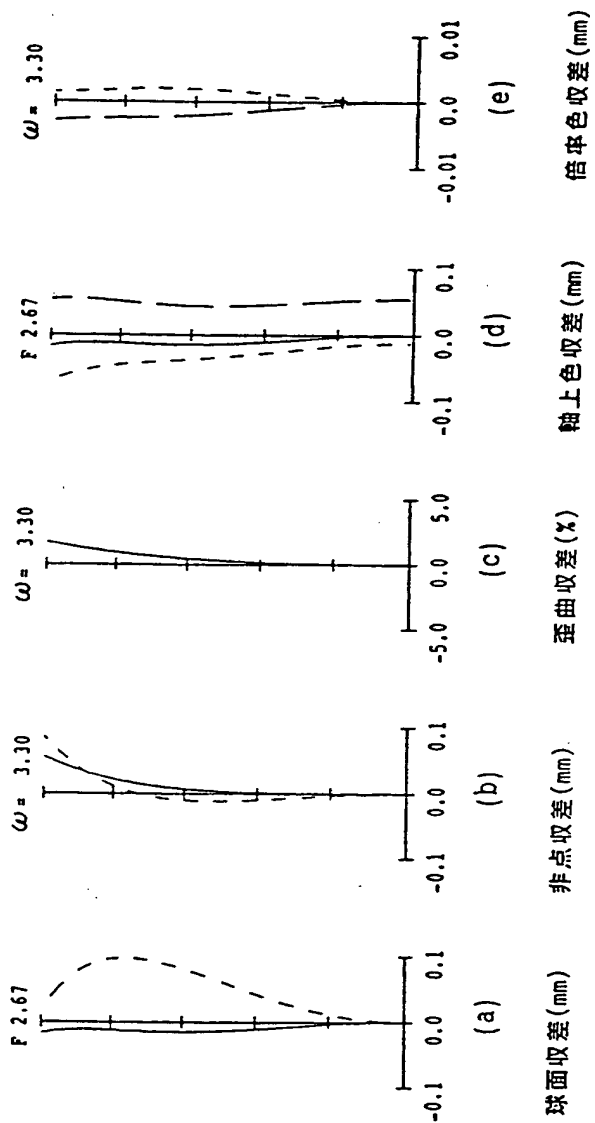 F 2.67
-0.1 0.0 0.1
(a)
球面収差(mm)
ω= 3.30
-0.1 0.0 0.1
(b)
非点収差(mm)
ω= 3.30
-5.0 0.0 5.0
(c)
歪曲収差(%)
F 2.67
-0.1 0.0 0.1
(d)
軸上色収差(mm)
ω= 3.30
-0.01 0.0 0.01
(e)
倍率色収差(mm)